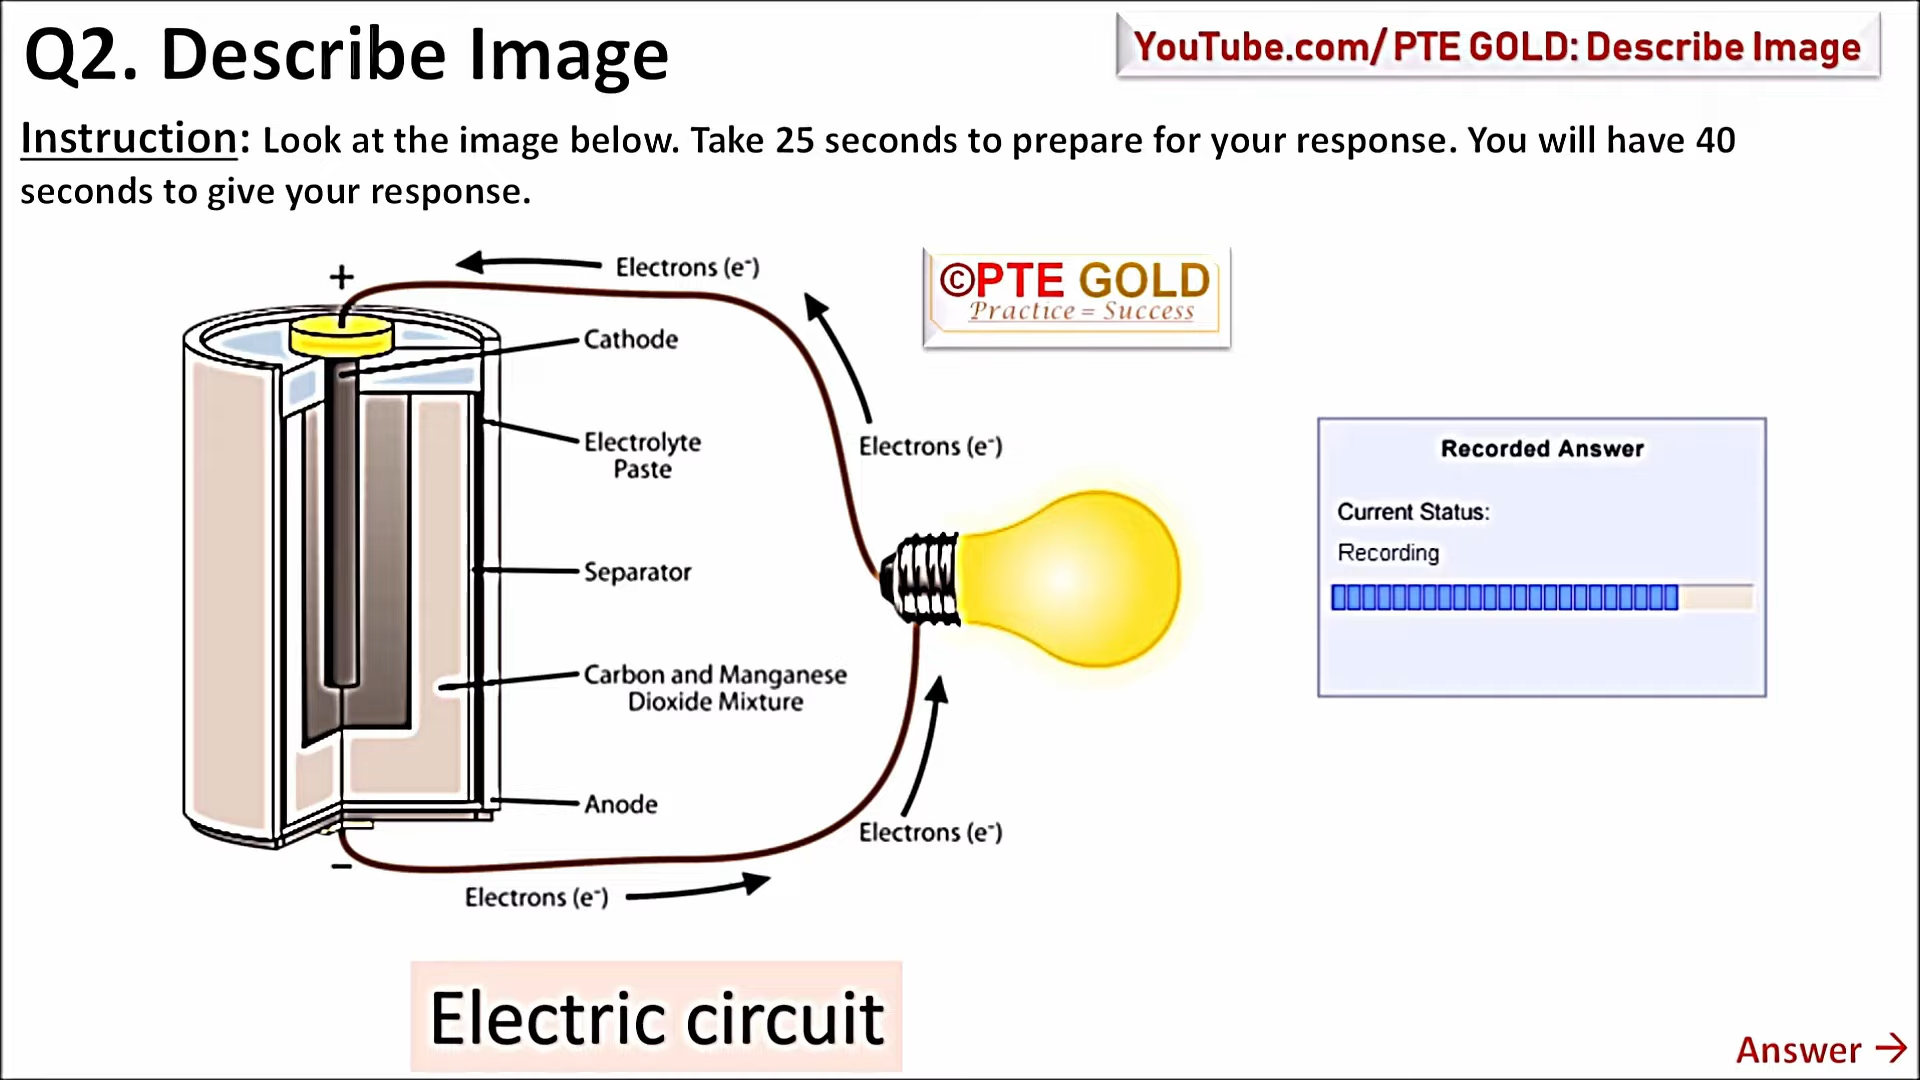 Q2. Describe Image
YouTube.com/ PTE GOLD: Describe Image
Instruction: Look at the image below. Take 25 seconds to prepare for your response. You will have 40
seconds to give your response.
+
Electrons (e⁻)
©PTE GOLD
Practice = Success
Cathode
Electrolyte
Paste
Electrons (e⁻)
Recorded Answer
Current Status:
Recording
Separator
Carbon and Manganese
Dioxide Mixture
Anode
Electrons (e⁻)
−
Electrons (e⁻)
Electric circuit
Answer →